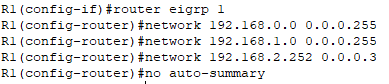 R1(config-if)#router eigrp 1
R1(config-router)#network 192.168.0.0 0.0.0.255
R1(config-router)#network 192.168.1.0 0.0.0.255
R1(config-router)#network 192.168.2.252 0.0.0.3
R1(config-router)#no auto-summary